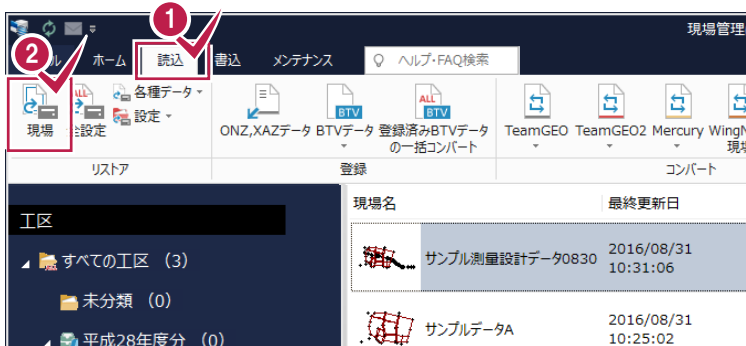 現場管理
1
2
ル ホーム 読込 書込 メンテナンス ヘルプ・FAQ検索
現場
全設定
各種データ
設定
リストア
BTV
ALL
BTV
ONZ,XAZデータ
BTVデータ
登録済みBTVデータ
の一括コンバート
登録
TeamGEO
TeamGEO2
Mercury
WingN
現場
コンバート
工区
すべての工区 (3)
未分類 (0)
平成28年度分 (0)
現場名 最終更新日
サンプル測量設計データ0830 2016/08/31
10:31:06
サンプルデータA 2016/08/31
10:25:02